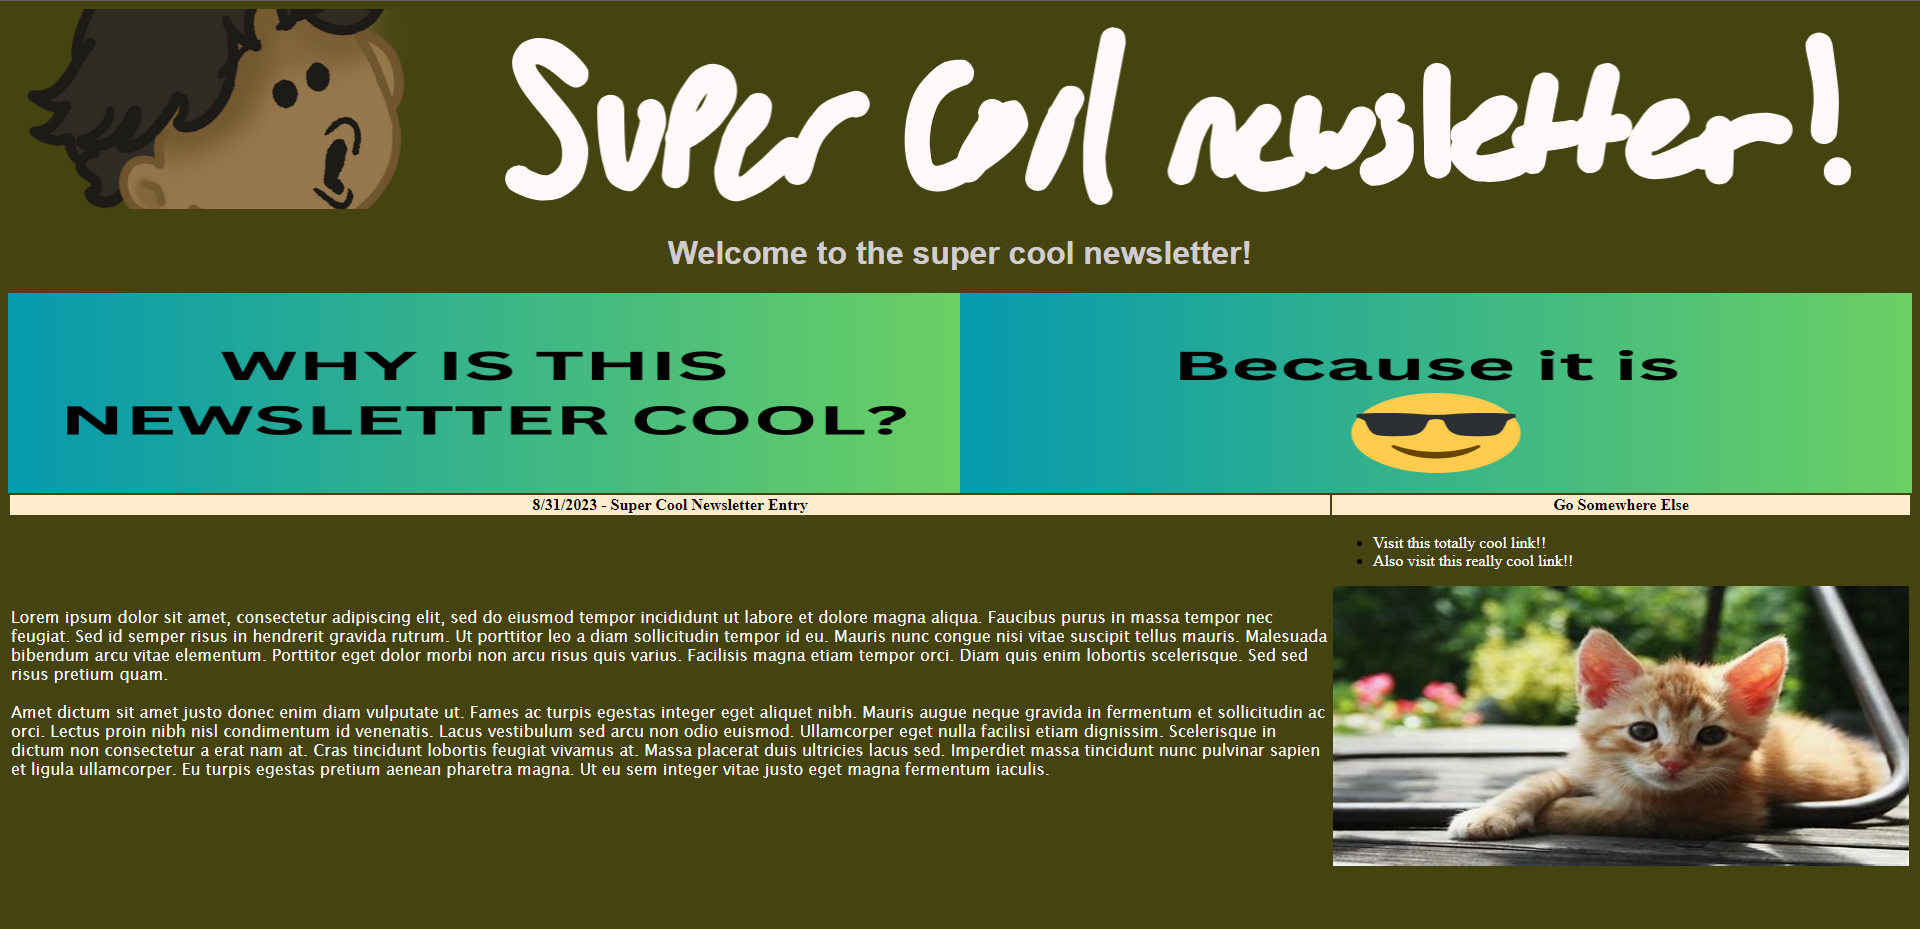 Super Cool newsletter!
Welcome to the super cool newsletter!
WHY IS THIS
NEWSLETTER COOL?
Because it is
8/31/2023 - Super Cool Newsletter Entry
Go Somewhere Else
Visit this totally cool link!!
Also visit this really cool link!!
Lorem ipsum dolor sit amet, consectetur adipiscing elit, sed do eiusmod tempor incididunt ut labore et dolore magna aliqua. Faucibus purus in massa tempor nec
feugiat. Sed id semper risus in hendrerit gravida rutrum. Ut porttitor leo a diam sollicitudin tempor id eu. Mauris nunc congue nisi vitae suscipit tellus mauris. Malesuada
bibendum arcu vitae elementum. Porttitor eget dolor morbi non arcu risus quis varius. Facilisis magna etiam tempor orci. Diam quis enim lobortis scelerisque. Sed sed
risus pretium quam.
Amet dictum sit amet justo donec enim diam vulputate ut. Fames ac turpis egestas integer eget aliquet nibh. Mauris augue neque gravida in fermentum et sollicitudin ac
orci. Lectus proin nibh nisl condimentum id venenatis. Lacus vestibulum sed arcu non odio euismod. Ullamcorper eget nulla facilisi etiam dignissim. Scelerisque in
dictum non consectetur a erat nam at. Cras tincidunt lobortis feugiat vivamus at. Massa placerat duis ultricies lacus sed. Imperdiet massa tincidunt nunc pulvinar sapien
et ligula ullamcorper. Eu turpis egestas pretium aenean pharetra magna. Ut eu sem integer vitae justo eget magna fermentum iaculis.